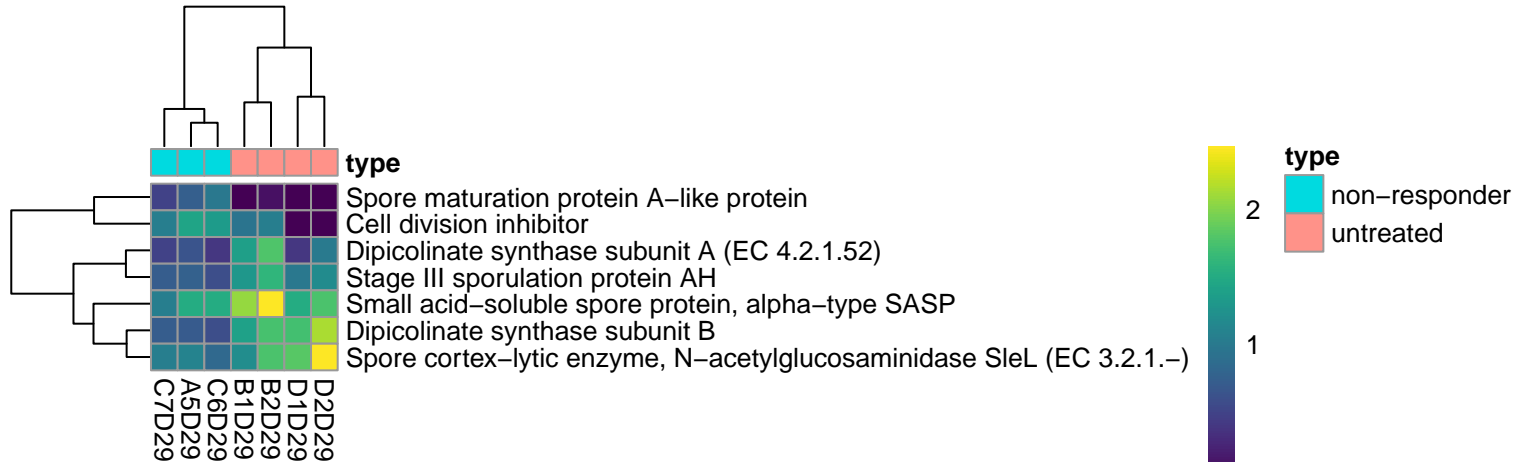 type
Spore maturation protein A−like protein
Cell division inhibitor
Dipicolinate synthase subunit A (EC 4.2.1.52)
Stage III sporulation protein AH
Small acid−soluble spore protein, alpha−type SASP
Dipicolinate synthase subunit B
Spore cortex−lytic enzyme, N−acetylglucosaminidase SleL (EC 3.2.1.−)
C7D29
A5D29
C6D29
B1D29
B2D29
D1D29
D2D29
2
1
type
non−responder
untreated